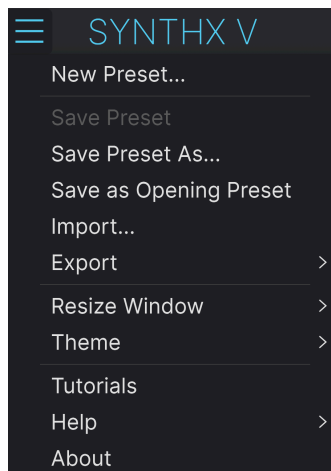 SYNTHX V
New Preset...
Save Preset
Save Preset As...
Save as Opening Preset
Import...
Export
Resize Window
Theme
Tutorials
Help
About